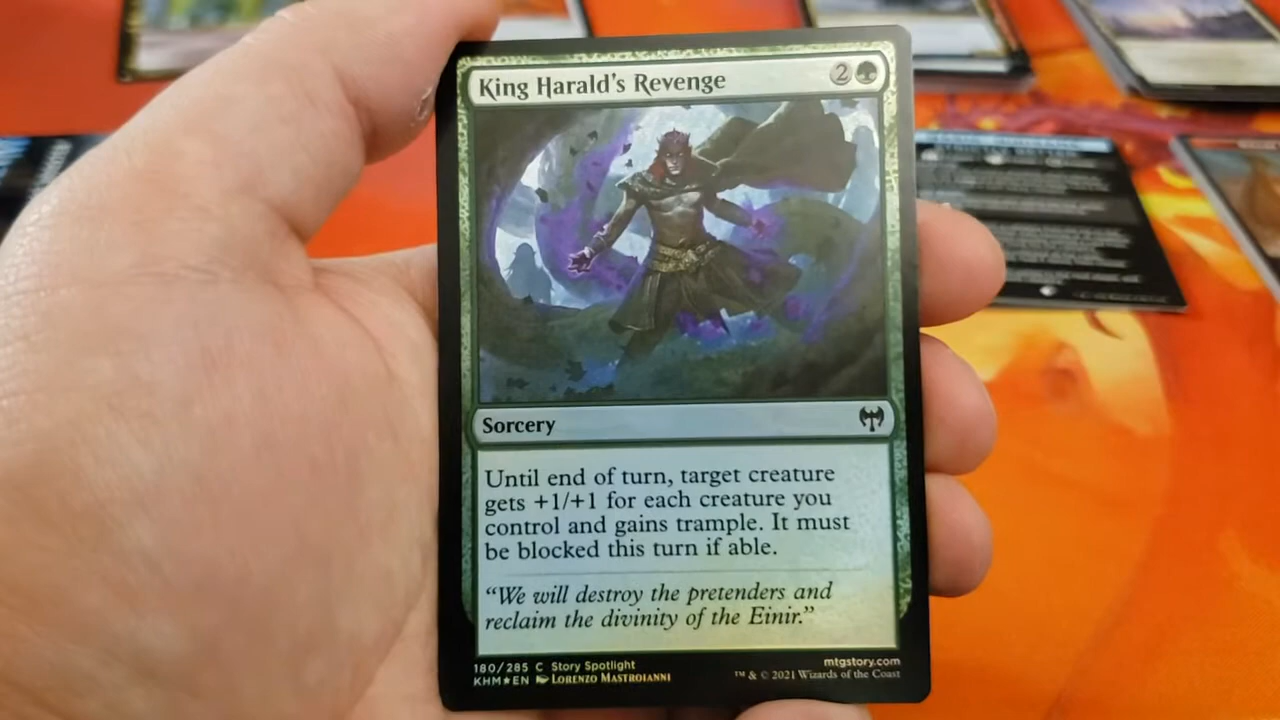 King Harald's Revenge 2
Sorcery
Until end of turn, target creature
gets +1/+1 for each creature you
control and gains trample. It must
be blocked this turn if able.
“We will destroy the pretenders and
reclaim the divinity of the Einir.”
180/285 C Story Spotlight mtgstory.com
KHM★EN Lorenzo Mastroianni ™ & © 2021 Wizards of the Coast